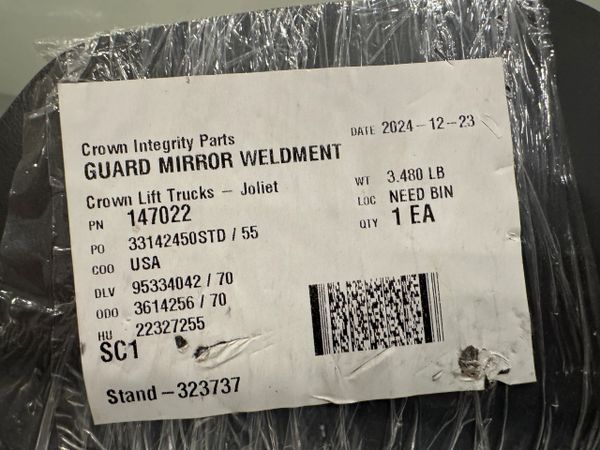 Crown Integrity Parts
DATE 2024-12-23
GUARD MIRROR WELDMENT
Crown Lift Trucks - Joliet
WT 3.480 LB
PN 147022
LOC NEED BIN
PO 33142450STD / 55
QTY 1 EA
COO USA
DLV 95334042 / 70
ODO 3614256 / 70
HU 22327255
SC1
Stand - 323737